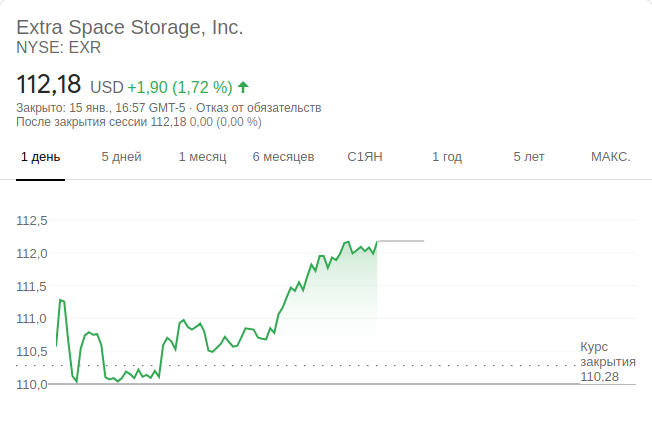 Extra Space Storage, Inc.
NYSE: EXR
112,18 USD +1,90 (1,72 %)
Закрыто: 15 янв., 16:57 GMT-5 · Отказ от обязательств
После закрытия сессии 112,18 0,00 (0,00 %)
1 день 5 дней 1 месяц 6 месяцев С1ЯН 1 год 5 лет МАКС.
112,5
112,0
111,5
111,0
110,5
110,0
Курс
закрытия
110,28